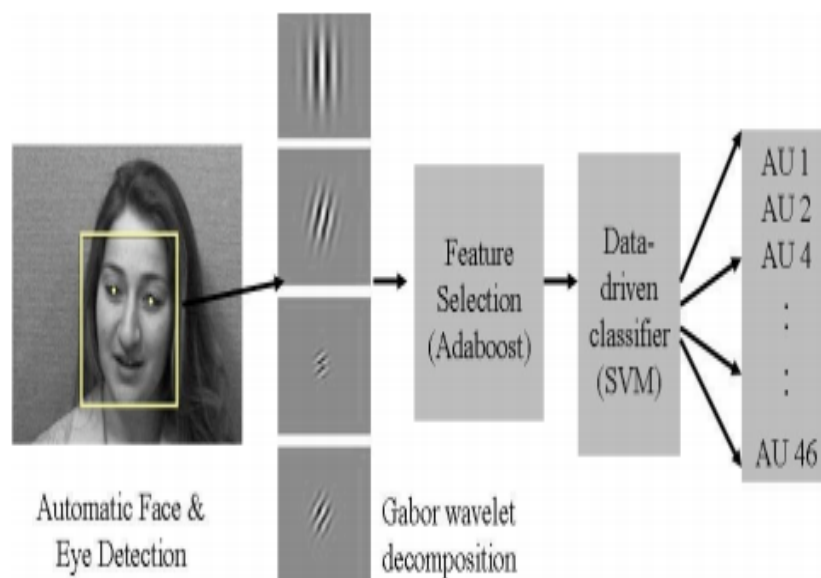 Automatic Face &
Eye Detection
Gabor wavelet
decomposition
Feature
Selection
(Adaboost)
Data-
driven
classifier
(SVM)
AU 1
AU 2
AU 4
:
:
AU 46